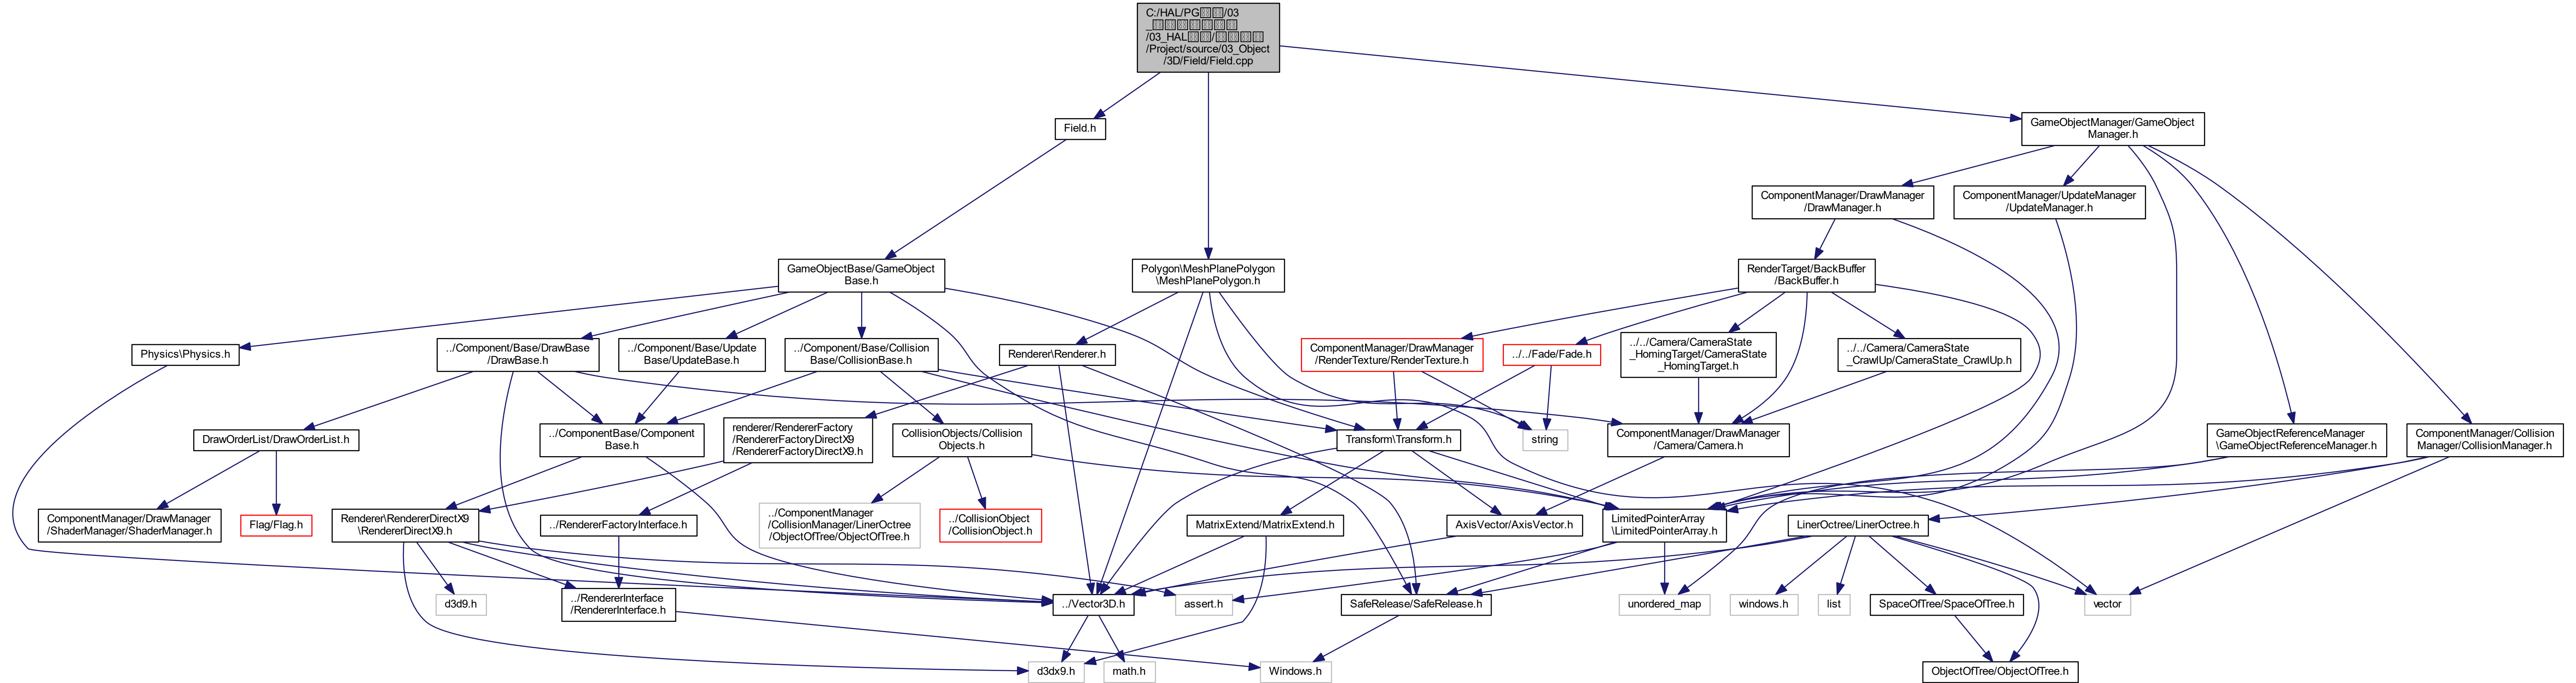 C:/HAL/PG/03
_
/03_HAL/
/Project/source/03_Object
/3D/Field/Field.cpp
Field.h
GameObjectManager/GameObject
Manager.h
ComponentManager/DrawManager
/DrawManager.h
ComponentManager/UpdateManager
/UpdateManager.h
GameObjectBase/GameObject
Base.h
Polygon\MeshPlanePolygon
\MeshPlanePolygon.h
RenderTarget/BackBuffer
/BackBuffer.h
Physics\Physics.h
../Component/Base/DrawBase
/DrawBase.h
../Component/Base/Update
Base/UpdateBase.h
../Component/Base/Collision
Base/CollisionBase.h
Renderer\Renderer.h
ComponentManager/DrawManager
/RenderTexture/RenderTexture.h
../../Fade/Fade.h
../../Camera/CameraState
_HomingTarget/CameraState
_HomingTarget.h
../../Camera/CameraState
_CrawlUp/CameraState_CrawlUp.h
DrawOrderList/DrawOrderList.h
../ComponentBase/Component
Base.h
renderer/RendererFactory
/RendererFactoryDirectX9
/RendererFactoryDirectX9.h
CollisionObjects/Collision
Objects.h
Transform\Transform.h
string
ComponentManager/DrawManager
/Camera/Camera.h
GameObjectReferenceManager
\GameObjectReferenceManager.h
ComponentManager/Collision
Manager/CollisionManager.h
ComponentManager/DrawManager
/ShaderManager/ShaderManager.h
Flag/Flag.h
Renderer\RendererDirectX9
\RendererDirectX9.h
../RendererFactoryInterface.h
../ComponentManager
/CollisionManager/LinerOctree
/ObjectOfTree/ObjectOfTree.h
../CollisionObject
/CollisionObject.h
MatrixExtend/MatrixExtend.h
AxisVector/AxisVector.h
LimitedPointerArray
\LimitedPointerArray.h
LinerOctree/LinerOctree.h
d3d9.h
../RendererInterface
/RendererInterface.h
../Vector3D.h
assert.h
SafeRelease/SafeRelease.h
unordered_map
windows.h
list
SpaceOfTree/SpaceOfTree.h
vector
d3dx9.h
math.h
Windows.h
ObjectOfTree/ObjectOfTree.h